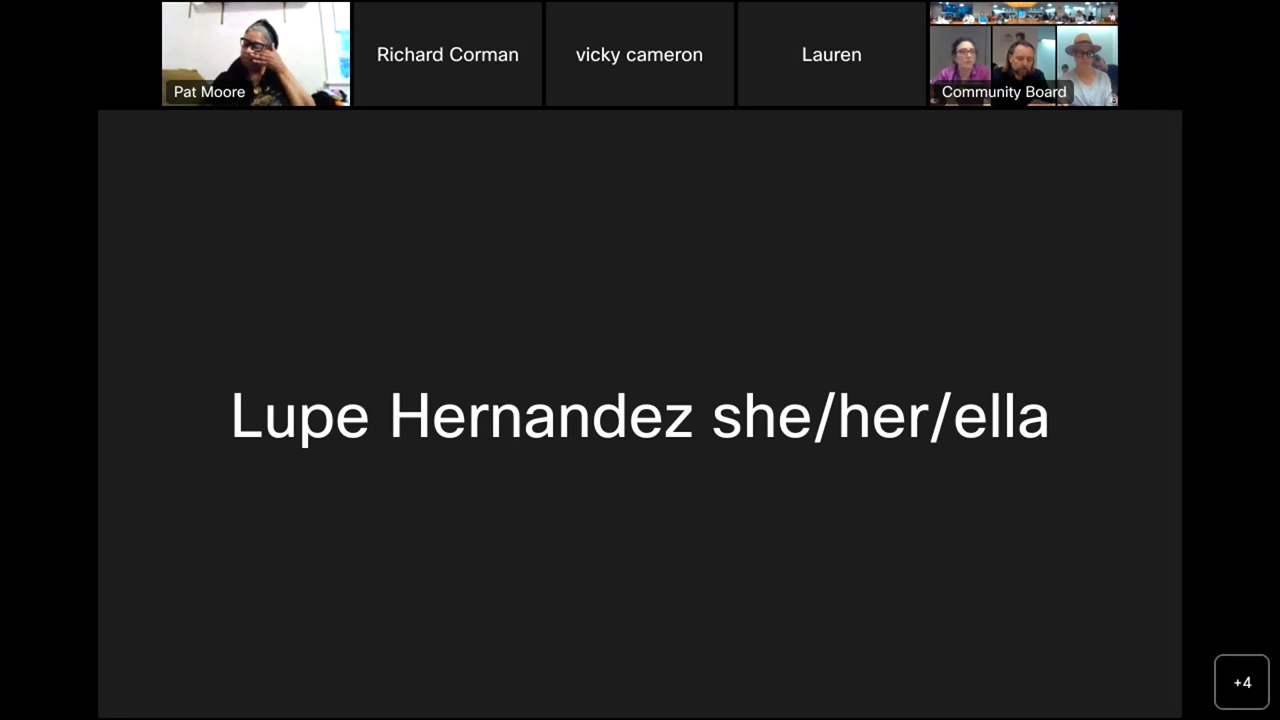 Pat Moore
Richard Corman
vicky cameron
Lauren
Community Board
Lupe Hernandez she/her/ella
+4